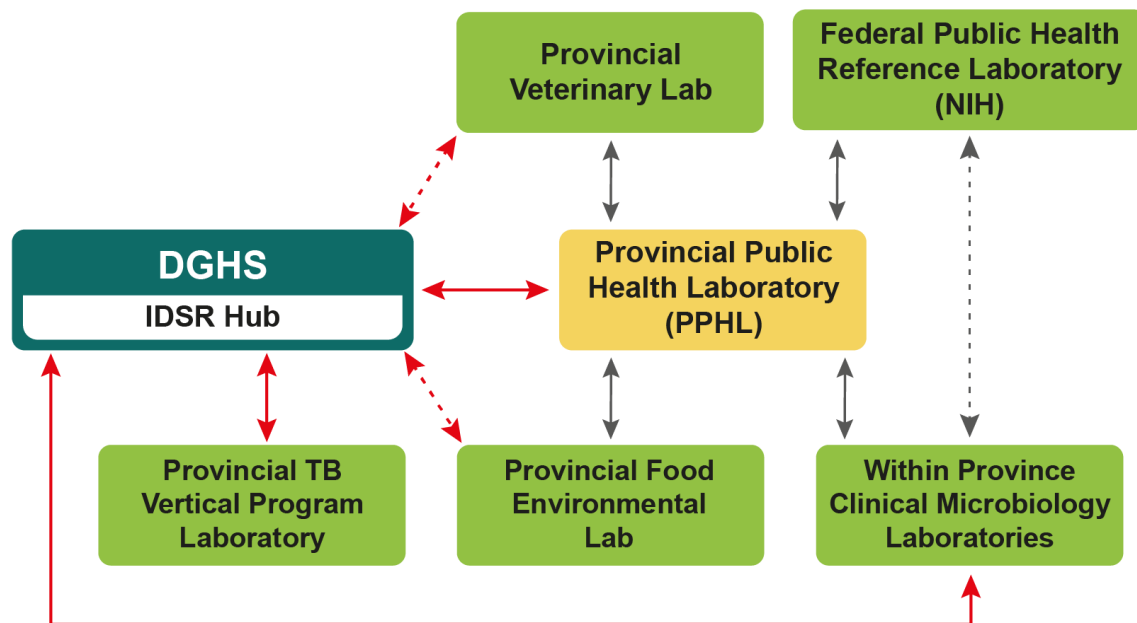 Provincial
Veterinary Lab
Federal Public Health
Reference Laboratory
(NIH)
DGHS
IDSR Hub
Provincial Public
Health Laboratory
(PPHL)
Provincial TB
Vertical Program
Laboratory
Provincial Food
Environmental
Lab
Within Province
Clinical Microbiology
Laboratories